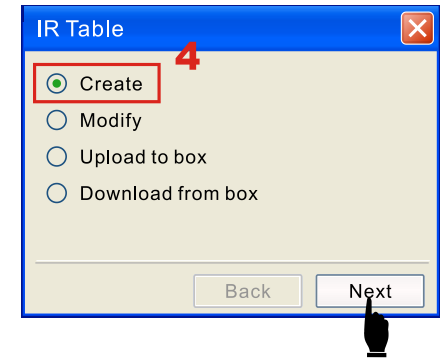 IR Table
4
Create
Modify
Upload to box
Download from box
Back Next